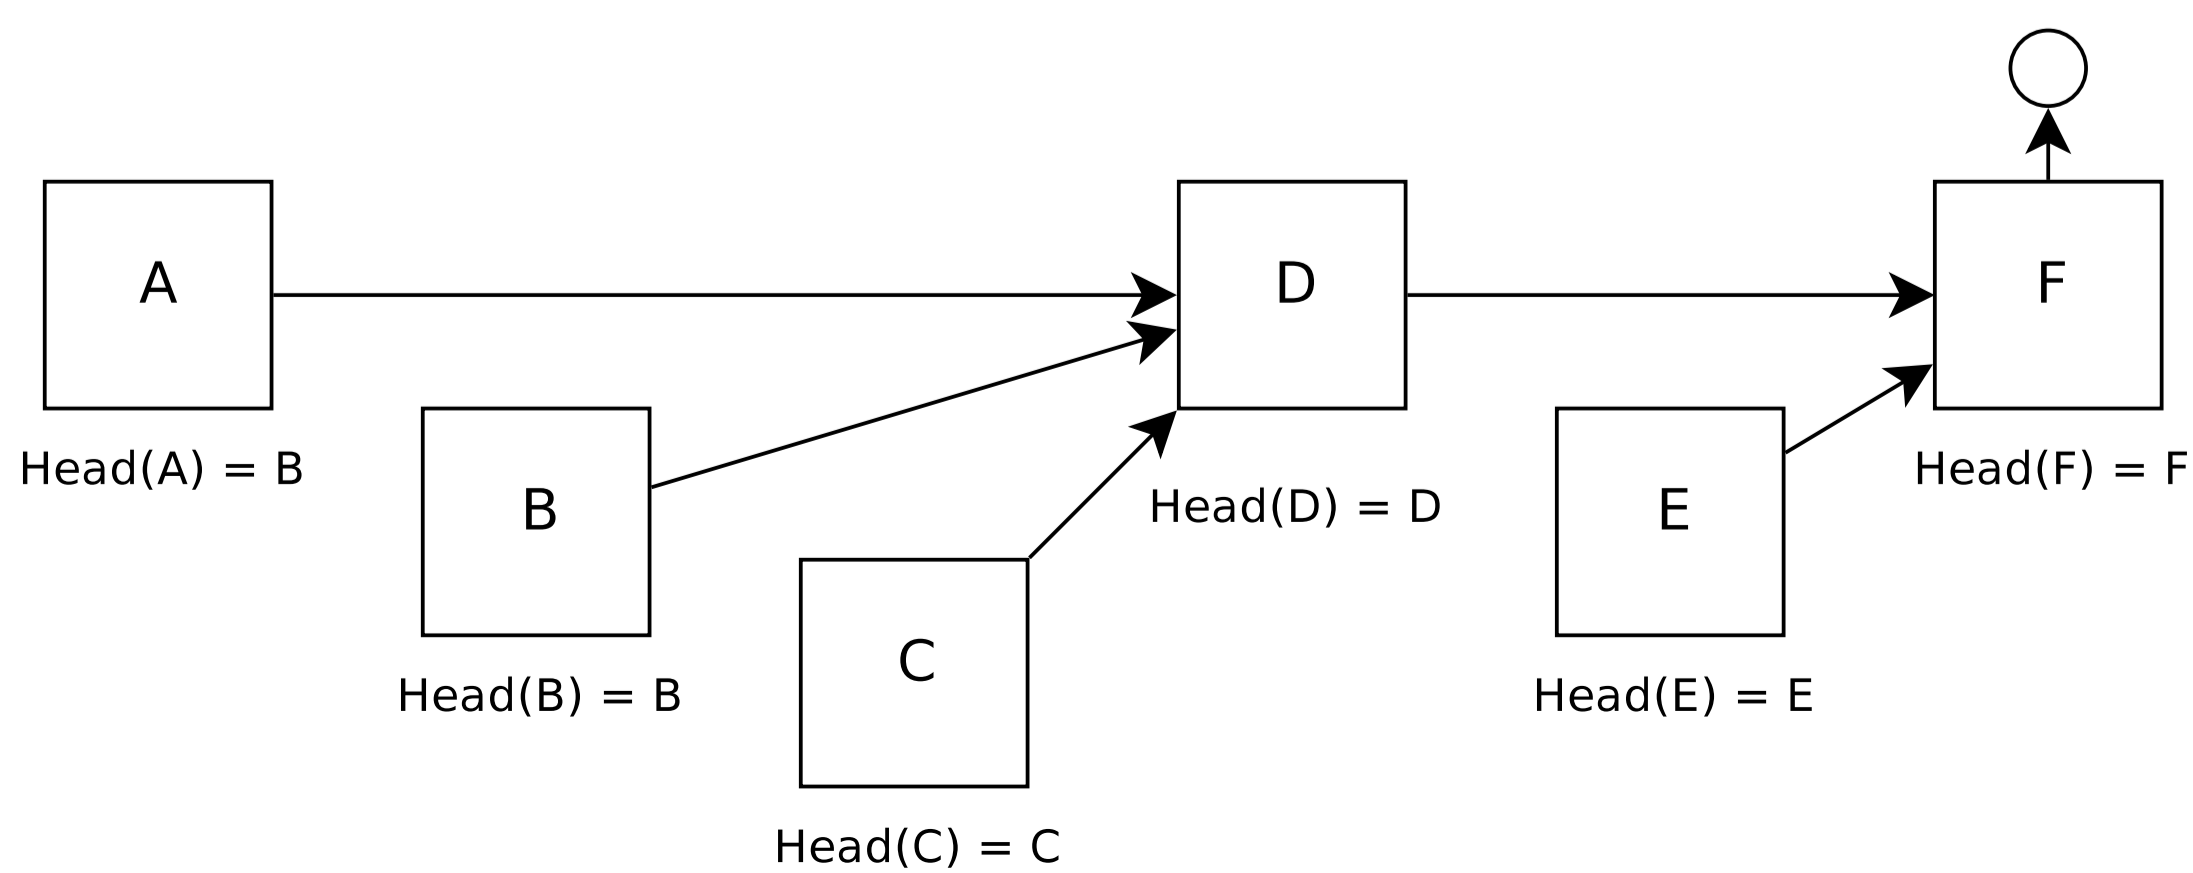 A
D
F
Head(A) = B
B
Head(D) = D
E
Head(F) = F
C
Head(B) = B
Head(E) = E
Head(C) = C